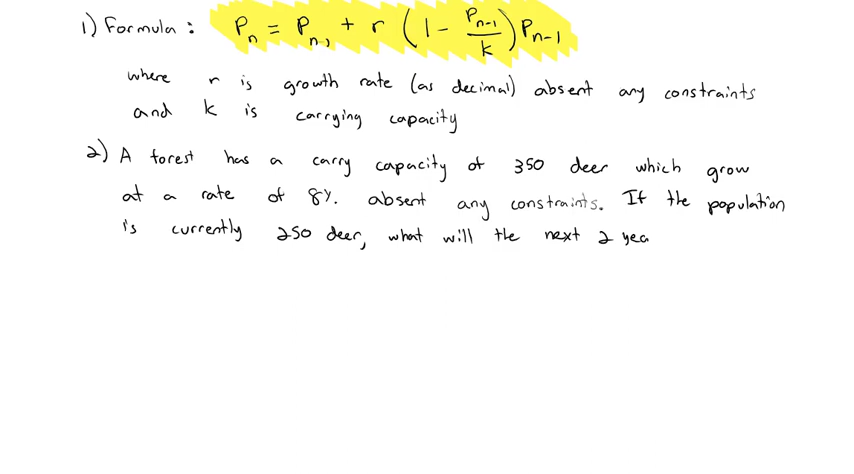 1) Formula: Pₙ = Pₙ₋₁ + r (1 - Pₙ₋₁/k) Pₙ₋₁
where r is growth rate (as decimal) absent any constraints
and k is carrying capacity
2) A forest has a carry capacity of 350 deer which grow
at a rate of 8% absent any constraints. If the population
is currently 250 deer, what will the next 2 yea